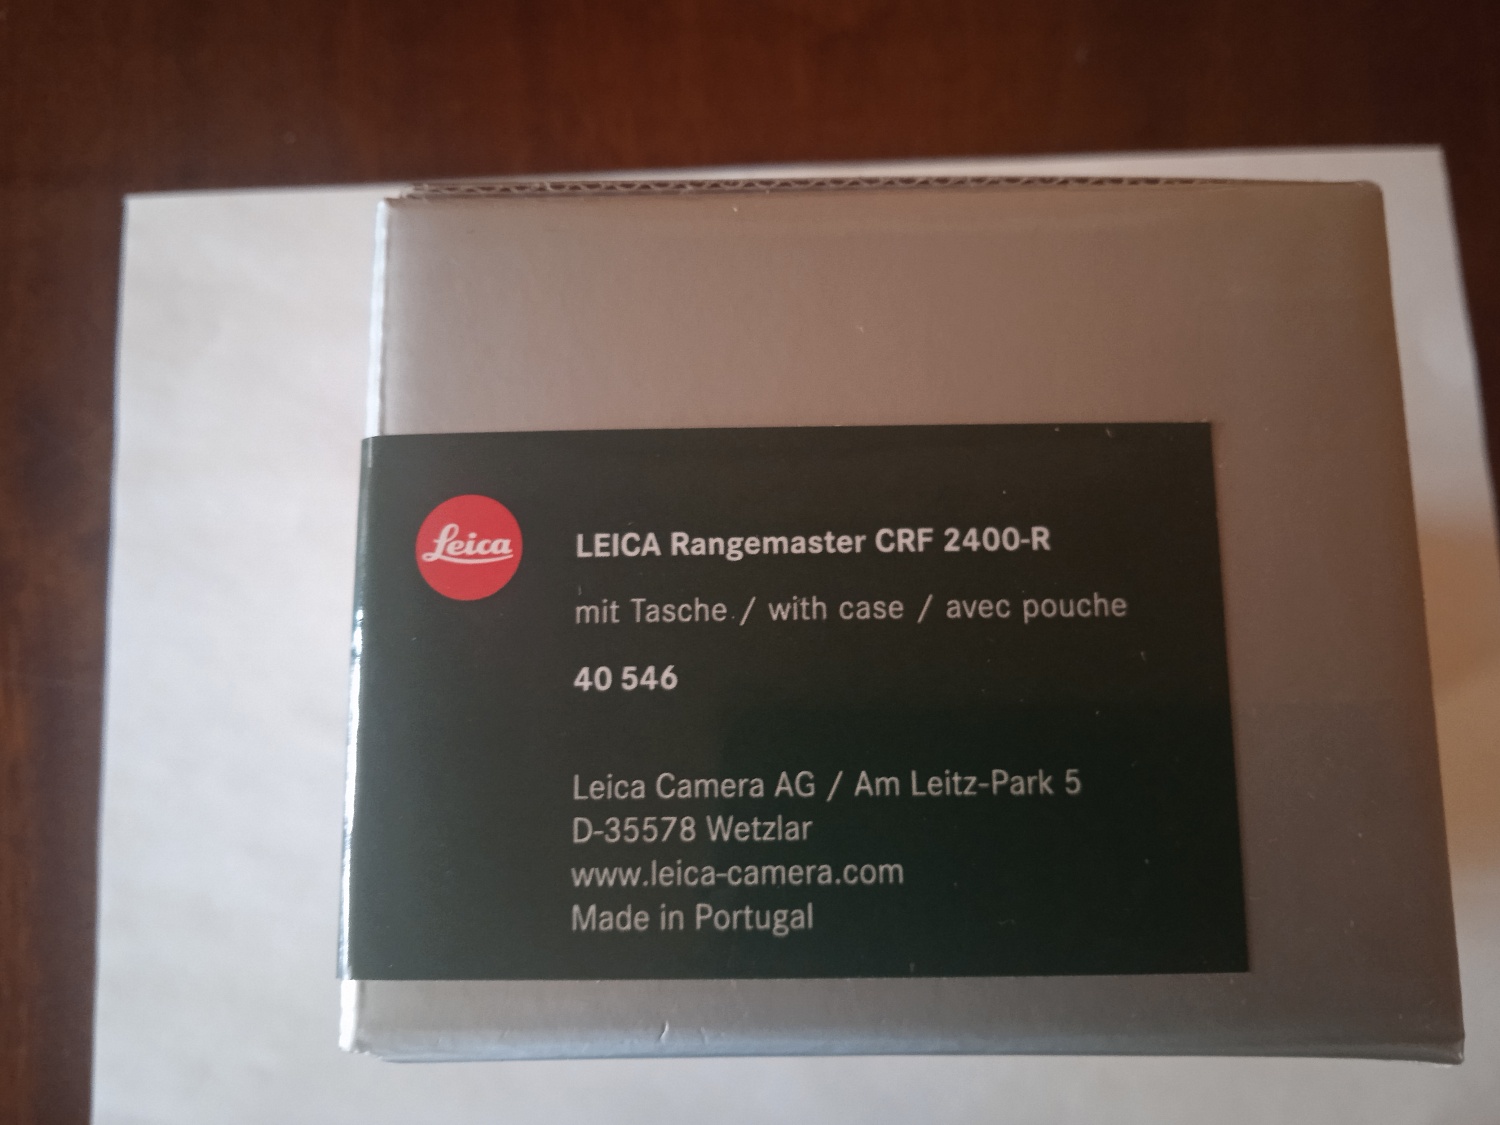 Leica
LEICA Rangemaster CRF 2400-R
mit Tasche / with case / avec pouche
40 546
Leica Camera AG / Am Leitz-Park 5
D-35578 Wetzlar
www.leica-camera.com
Made in Portugal